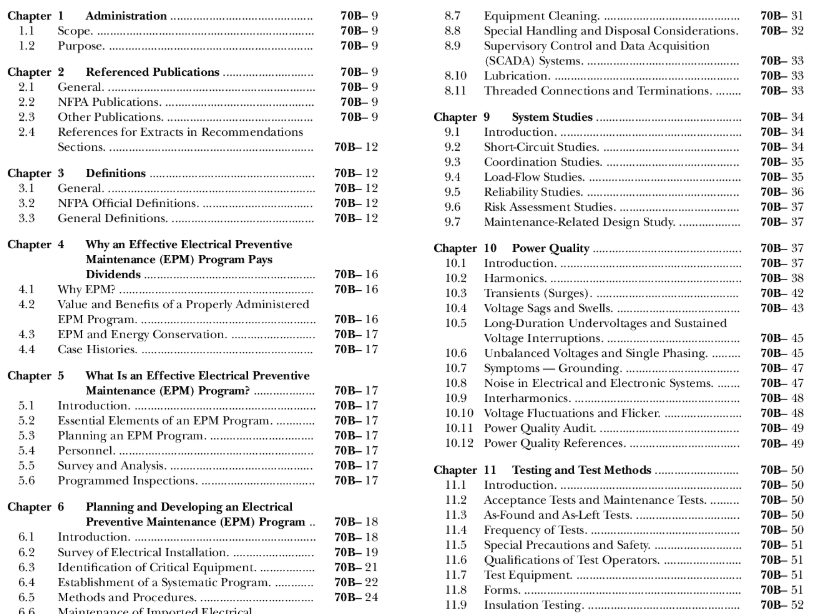 Chapter 1 Administration ........................................ 70B– 9
1.1 Scope. ........................................ 70B– 9
1.2 Purpose. ........................................ 70B– 9
Chapter 2 Referenced Publications ........................ 70B– 9
2.1 General. ........................................ 70B– 9
2.2 NFPA Publications. ........................................ 70B– 9
2.3 Other Publications. ........................................ 70B– 9
2.4 References for Extracts in Recommendations
Sections. ........................................ 70B– 12
Chapter 3 Definitions ........................................ 70B– 12
3.1 General. ........................................ 70B– 12
3.2 NFPA Official Definitions. ............................ 70B– 12
3.3 General Definitions. ................................ 70B– 12
Chapter 4 Why an Effective Electrical Preventive
Maintenance (EPM) Program Pays
Dividends ........................................ 70B– 16
4.1 Why EPM? ........................................ 70B– 16
4.2 Value and Benefits of a Properly Administered
EPM Program. ........................................ 70B– 16
4.3 EPM and Energy Conservation. ........................ 70B– 17
4.4 Case Histories. ........................................ 70B– 17
Chapter 5 What Is an Effective Electrical Preventive
Maintenance (EPM) Program? ................. 70B– 17
5.1 Introduction. ........................................ 70B– 17
5.2 Essential Elements of an EPM Program. ............ 70B– 17
5.3 Planning an EPM Program. ............................ 70B– 17
5.4 Personnel. ........................................ 70B– 17
5.5 Survey and Analysis. ................................ 70B– 17
5.6 Programmed Inspections. ............................ 70B– 17
Chapter 6 Planning and Developing an Electrical
Preventive Maintenance (EPM) Program .. 70B– 18
6.1 Introduction. ........................................ 70B– 18
6.2 Survey of Electrical Installation. ........................ 70B– 19
6.3 Identification of Critical Equipment. ................ 70B– 21
6.4 Establishment of a Systematic Program. ............ 70B– 22
6.5 Methods and Procedures. ............................ 70B– 24
6.6 Maintenance of Imported Electrical
8.7 Equipment Cleaning. ................................ 70B– 31
8.8 Special Handling and Disposal Considerations. 70B– 32
8.9 Supervisory Control and Data Acquisition
(SCADA) Systems. ................................ 70B– 33
8.10 Lubrication. ........................................ 70B– 33
8.11 Threaded Connections and Terminations. ........ 70B– 33
Chapter 9 System Studies ........................................ 70B– 34
9.1 Introduction. ........................................ 70B– 34
9.2 Short-Circuit Studies. ................................ 70B– 34
9.3 Coordination Studies. ................................ 70B– 35
9.4 Load-Flow Studies. ................................ 70B– 35
9.5 Reliability Studies. ................................ 70B– 36
9.6 Risk Assessment Studies. ............................ 70B– 37
9.7 Maintenance-Related Design Study. ................ 70B– 37
Chapter 10 Power Quality ........................................ 70B– 37
10.1 Introduction. ........................................ 70B– 37
10.2 Harmonics. ........................................ 70B– 38
10.3 Transients (Surges). ................................ 70B– 42
10.4 Voltage Sags and Swells. ............................ 70B– 43
10.5 Long-Duration Undervoltages and Sustained
Voltage Interruptions. ................................ 70B– 45
10.6 Unbalanced Voltages and Single Phasing. ......... 70B– 45
10.7 Symptoms — Grounding. ............................ 70B– 47
10.8 Noise in Electrical and Electronic Systems. ....... 70B– 47
10.9 Interharmonics. ........................................ 70B– 48
10.10 Voltage Fluctuations and Flicker. .................... 70B– 48
10.11 Power Quality Audit. ................................ 70B– 49
10.12 Power Quality References. ............................ 70B– 49
Chapter 11 Testing and Test Methods ........................ 70B– 50
11.1 Introduction. ........................................ 70B– 50
11.2 Acceptance Tests and Maintenance Tests. ......... 70B– 50
11.3 As-Found and As-Left Tests. ............................ 70B– 50
11.4 Frequency of Tests. ................................ 70B– 50
11.5 Special Precautions and Safety. ........................ 70B– 51
11.6 Qualifications of Test Operators. .................... 70B– 51
11.7 Test Equipment. ........................................ 70B– 51
11.8 Forms. ........................................ 70B– 51
11.9 Insulation Testing. ................................ 70B– 52